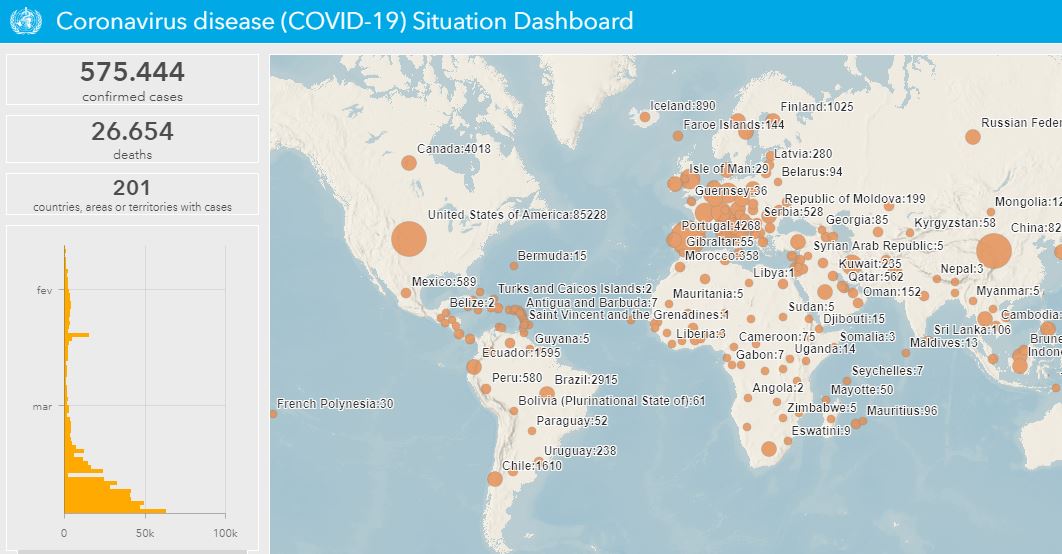 Coronavirus disease (COVID-19) Situation Dashboard
575.444
confirmed cases
26.654
deaths
201
countries, areas or territories with cases
fev
mar
0
50k
100k
Iceland:890
Finland:1025
Faroe Islands:144
Russian Feder
Canada:4018
Latvia:280
Isle of Man:29
Belarus:94
Guernsey:36
Republic of Moldova:199
Mongolia:12
United States of America:85228
Serbia:528
Georgia:85
Kyrgyzstan:58
Portugal:4268
China:82
Gibraltar:55
Syrian Arab Republic:5
Bermuda:15
Morocco:358
Kuwait:235
Nepal:3
Libya:1
Qatar:562
Mexico:589
Turks and Caicos Islands:2
Mauritania:5
Oman:152
Myanmar:5
Belize:2
Antigua and Barbuda:7
Sudan:5
Saint Vincent and the Grenadines:1
Djibouti:15
Cambodia:
Liberia:3
Cameroon:75
Somalia:3
Sri Lanka:106
Guyana:5
Maldives:13
Brune
Ecuador:1595
Gabon:7
Uganda:14
Indone
Seychelles:7
Peru:580
Brazil:2915
Angola:2
Mayotte:50
Bolivia (Plurinational State of):61
French Polynesia:30
Zimbabwe:5
Mauritius:96
Paraguay:52
Eswatini:9
Uruguay:238
Chile:1610